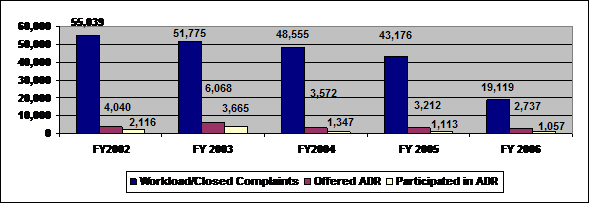 60,000
50,000
40,000
30,000
20,000
10,000
0
55,039
4,040
2,116
51,775
6,068
3,665
48,555
3,572
1,347
43,176
3,212
1,113
19,119
2,737
1,057
FY2002
FY 2003
FY2004
FY 2005
FY 2006
Workload/Closed Complaints
Offered ADR
Participated in ADR